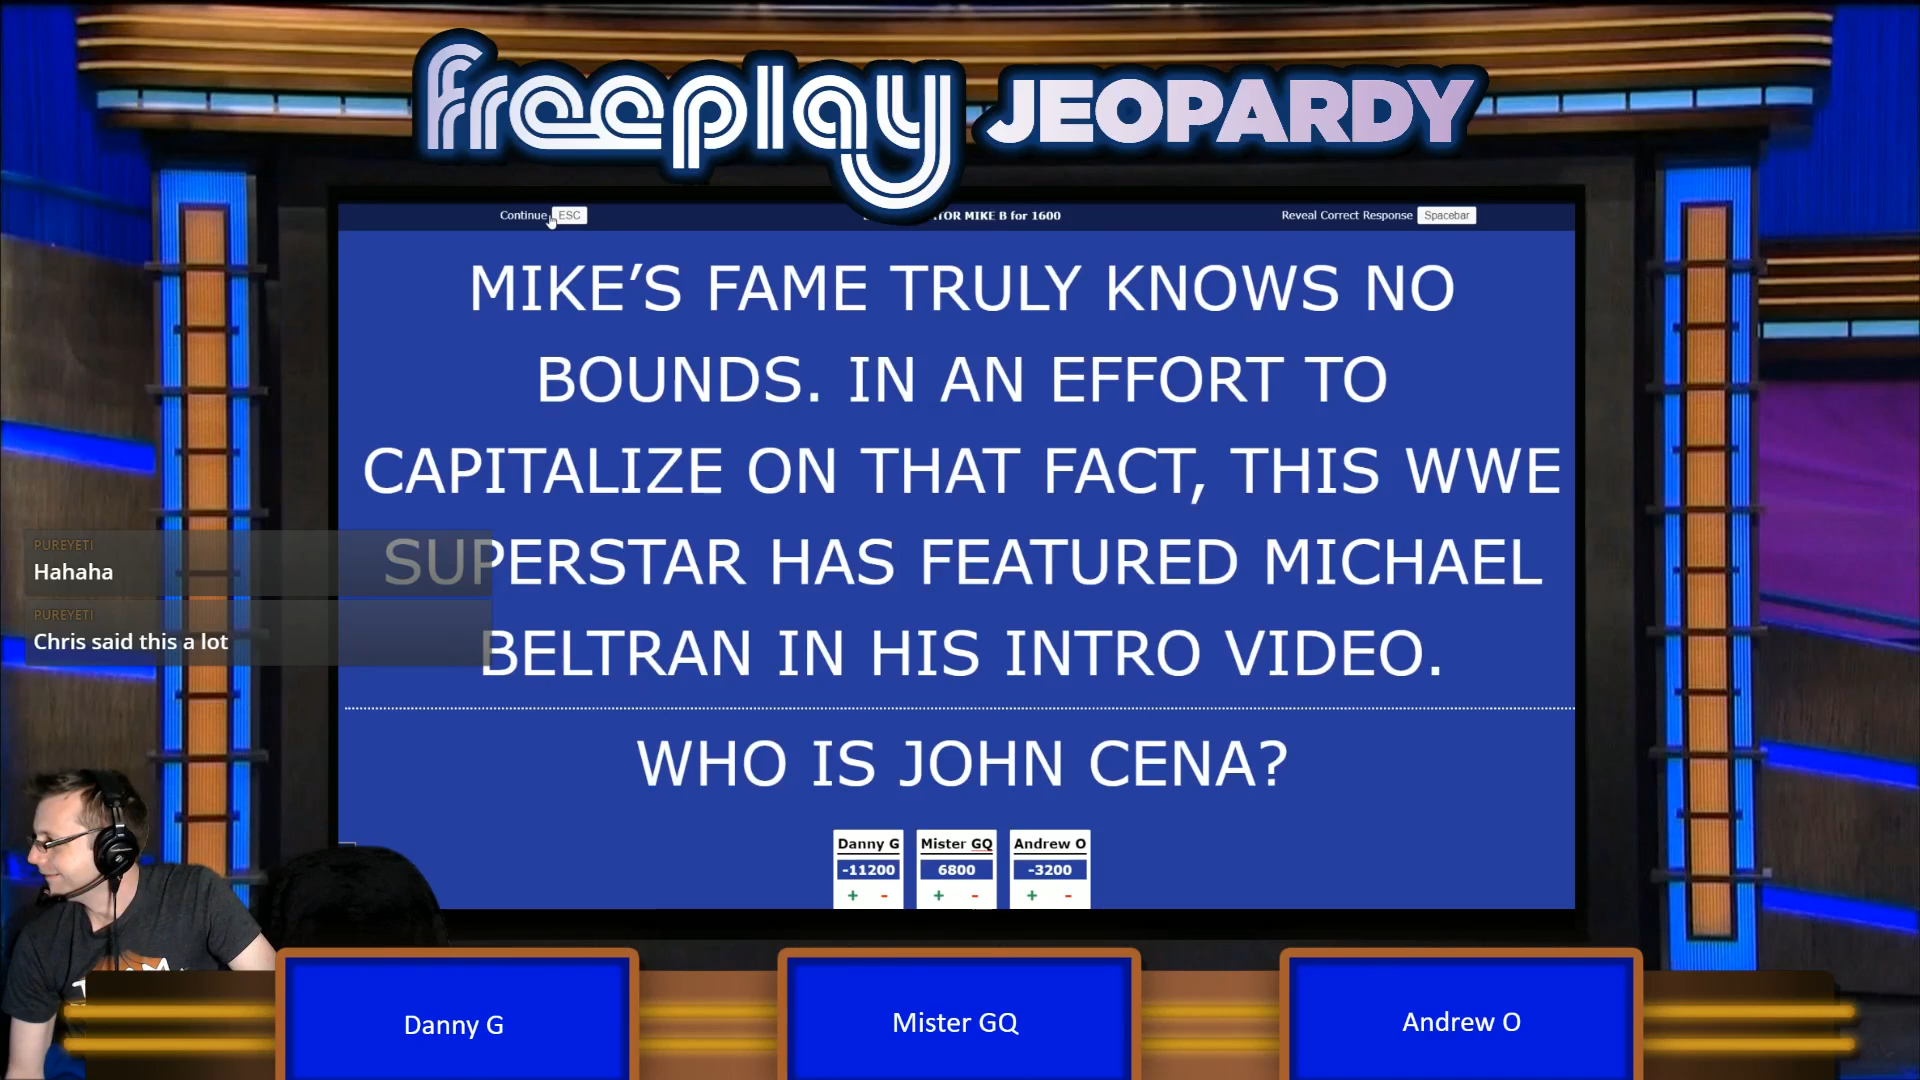 freeplay JEOPARDY
Continue ESC
TOR MIKE B for 1600
Reveal Correct Response Spacebar
MIKE’S FAME TRULY KNOWS NO
BOUNDS. IN AN EFFORT TO
CAPITALIZE ON THAT FACT, THIS WWE
SUPERSTAR HAS FEATURED MICHAEL
BELTRAN IN HIS INTRO VIDEO.
WHO IS JOHN CENA?
PUREYETI
Hahaha
PUREYETI
Chris said this a lot
Danny G Mister GQ Andrew O
-11200 6800 -3200
+ - + - + -
Danny G Mister GQ Andrew O